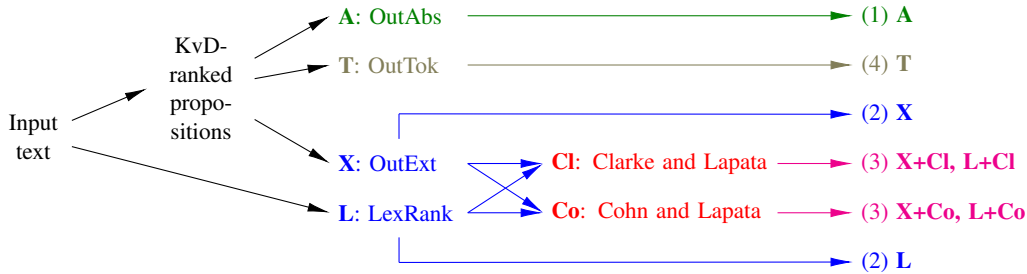 Input
text
KvD-
ranked
propo-
sitions
A: OutAbs
(1) A
T: OutTok
(4) T
(2) X
X: OutExt
Cl: Clarke and Lapata
(3) X+Cl, L+Cl
L: LexRank
Co: Cohn and Lapata
(3) X+Co, L+Co
(2) L